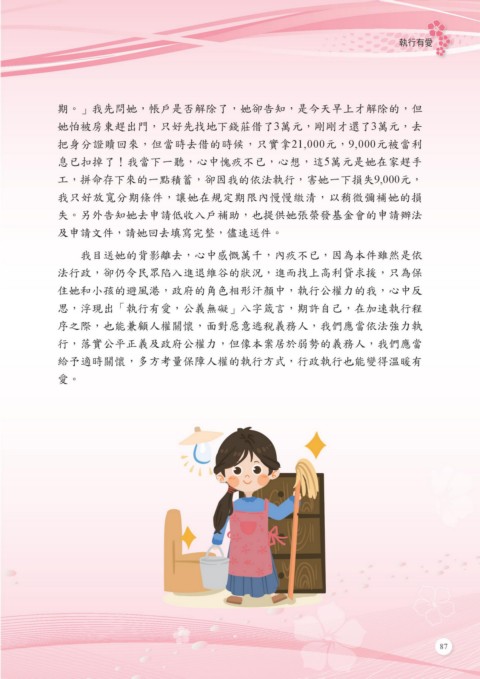 執行有愛
期。」我先問她，帳戶是否解除了，她卻告知，是今天早上才解除的，但
她怕被房東趕出門，只好先找地下錢莊借了3萬元，剛剛才還了3萬元，去
把身分證贖回來，但當時去借的時候，只實拿21,000元，9,000元被當利
息已扣掉了！我當下一聽，心中愧疚不已，心想，這5萬元是她在家趕手
工，拼命存下來的一點積蓄，卻因我的依法執行，害她一下損失9,000元，
我只好放寬分期條件，讓她在規定期限內慢慢繳清，以稍微彌補她的損
失。另外告知她去申請低收入戶補助，也提供她張榮發基金會的申請辦法
及申請文件，請她回去填寫完整，儘速送件。
我目送她的背影離去，心中感慨萬千，內疚不已，因為本件雖然是依
法行政，卻仍令民眾陷入進退維谷的狀況，進而找上高利貸求援，只為保
住她和小孩的避風港，政府的角色相形汗顏中，執行公權力的我，心中反
思，浮現出「執行有愛，公義無礙」八字箴言，期許自己，在加速執行程
序之際，也能兼顧人權關懷，面對惡意逃稅義務人，我們應當依法強力執
行，落實公平正義及政府公權力，但像本案居於弱勢的義務人，我們應當
給予適時關懷，多方考量保障人權的執行方式，行政執行也能變得溫暖有
愛。
87